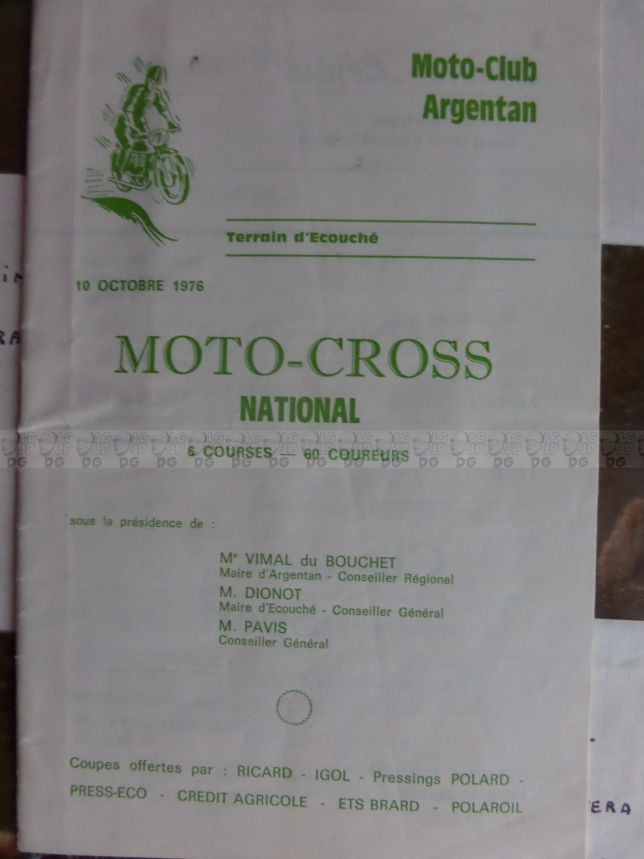 Moto-Club
Argentan
Terrain d'Ecouché
10 OCTOBRE 1976
MOTO-CROSS
NATIONAL
6 COURSES — 60 COUREURS
sous la présidence de :
Me VIMAL du BOUCHET
Maire d'Argentan - Conseiller Régional
M. DIONOT
Maire d'Ecouché - Conseiller Général
M. PAVIS
Conseiller Général
Coupes offertes par : RICARD - IGOL - Pressings POLARD -
PRESS-ECO - CREDIT AGRICOLE - ETS BRARD - POLAROIL
ERA